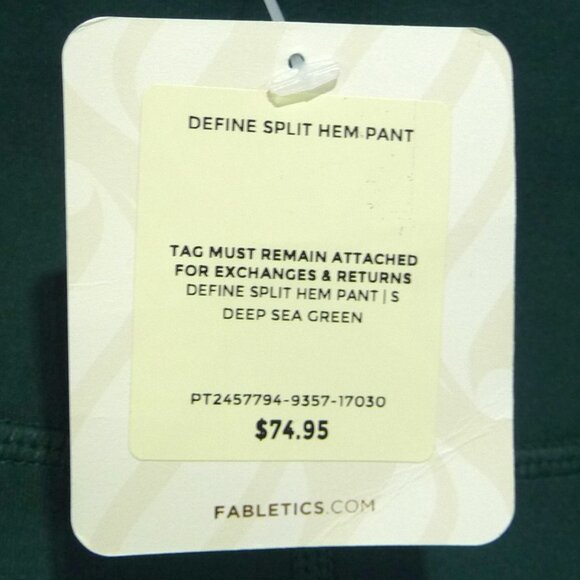 DEFINE SPLIT HEM PANT
TAG MUST REMAIN ATTACHED
FOR EXCHANGES & RETURNS
DEFINE SPLIT HEM PANT | S
DEEP SEA GREEN
PT2457794-9357-17030
$74.95
FABLETICS.COM